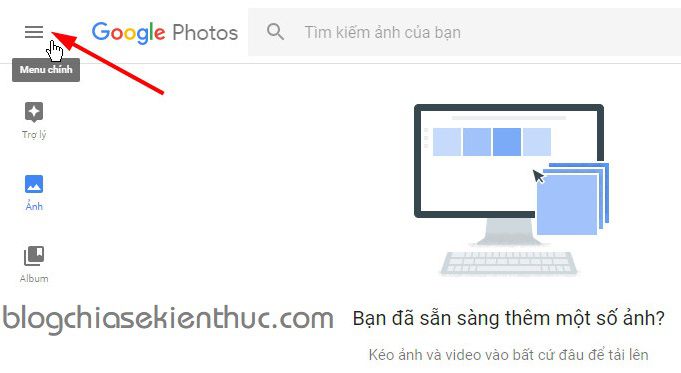 Google Photos
Tìm kiếm ảnh của bạn
Menu chính
Trợ lý
Ảnh
Album
blogchiasekienthuc.com
Bạn đã sẵn sàng thêm một số ảnh?
Kéo ảnh và video vào bất cứ đâu để tải lên